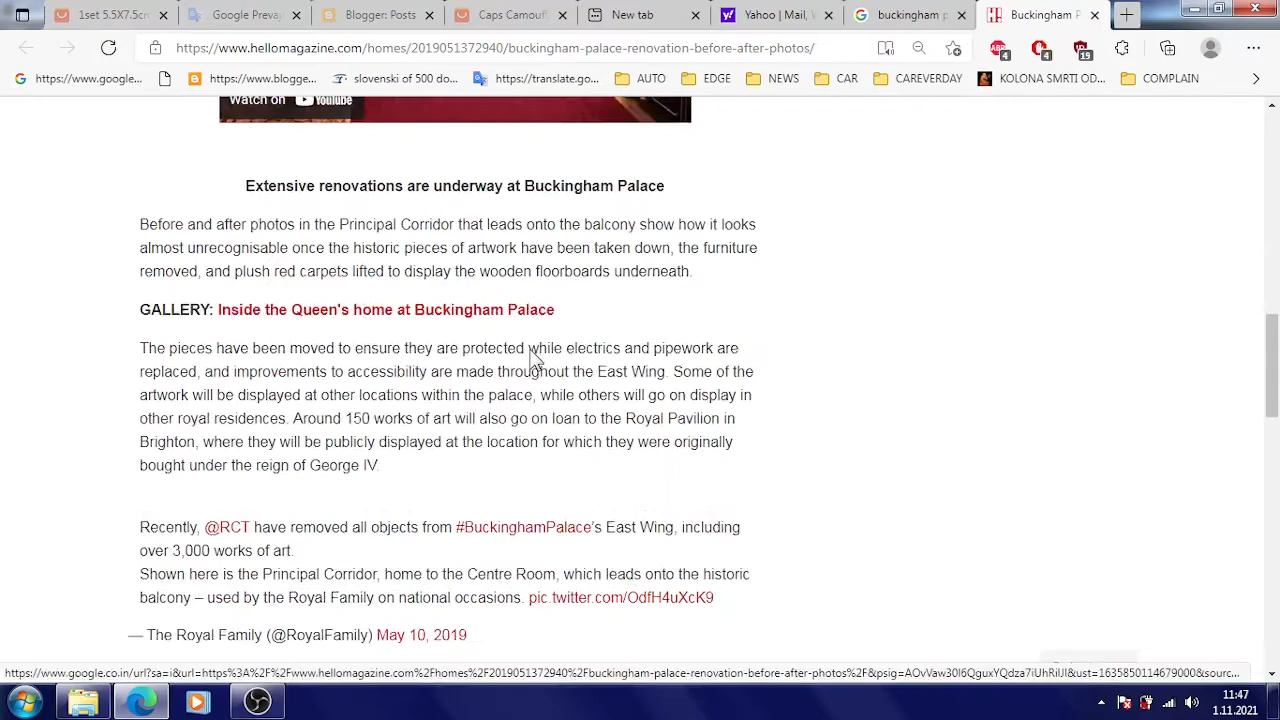 1set 5.5x7.5cm
Google Preva
Blogger: Posts
Caps Camouf
New tab
Yahoo | Mail, W
buckingham p
Buckingham P
https://www.hellomagazine.com/homes/2019051372940/buckingham-palace-renovation-before-after-photos/
ABP 4
4
19
https://www.google...
https://www.blogge...
slovenski of 500 do...
https://translate.go...
AUTO
EDGE
NEWS
CAR
CAREVERDAY
KOLONA SMRTI OD...
COMPLAIN
Watch on YouTube
Extensive renovations are underway at Buckingham Palace
Before and after photos in the Principal Corridor that leads onto the balcony show how it looks
almost unrecognisable once the historic pieces of artwork have been taken down, the furniture
removed, and plush red carpets lifted to display the wooden floorboards underneath.
GALLERY: Inside the Queen's home at Buckingham Palace
The pieces have been moved to ensure they are protected while electrics and pipework are
replaced, and improvements to accessibility are made throughout the East Wing. Some of the
artwork will be displayed at other locations within the palace, while others will go on display in
other royal residences. Around 150 works of art will also go on loan to the Royal Pavilion in
Brighton, where they will be publicly displayed at the location for which they were originally
bought under the reign of George IV.
Recently, @RCT have removed all objects from #BuckinghamPalace's East Wing, including
over 3,000 works of art.
Shown here is the Principal Corridor, home to the Centre Room, which leads onto the historic
balcony – used by the Royal Family on national occasions. pic.twitter.com/OdfH4uXcK9
— The Royal Family (@RoyalFamily) May 10, 2019
https://www.google.co.in/url?sa=i&url=https%3A%2F%2Fwww.hellomagazine.com%2Fhomes%2F2019051372940%2Fbuckingham-palace-renovation-before-after-photos%2F&psig=AOvVaw30I6QguxYQdza7iUhRiIJl&ust=1635850114679000&sourc...
11:47
1.11.2021